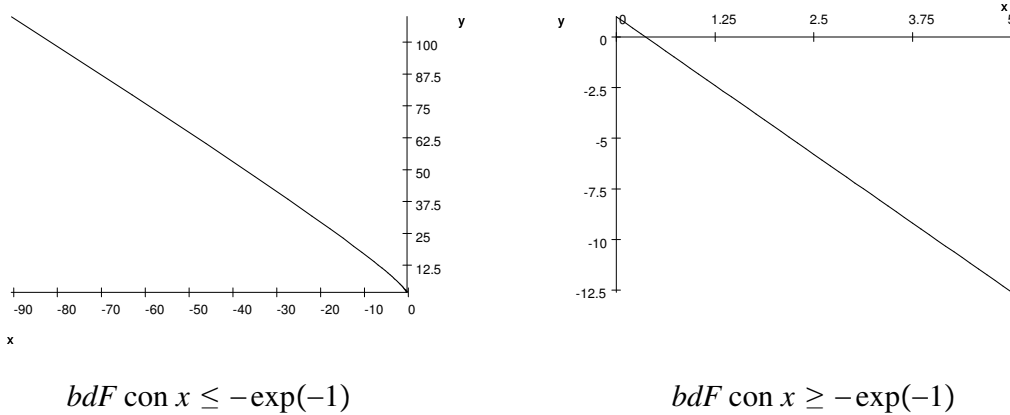 y
100
87.5
75
62.5
50
37.5
25
12.5
-90 -80 -70 -60 -50 -40 -30 -20 -10 0
x
bdF con x ≤ −exp(−1)
x
y
0 1.25 2.5 3.75 5
0
-2.5
-5
-7.5
-10
-12.5
bdF con x ≥ −exp(−1)